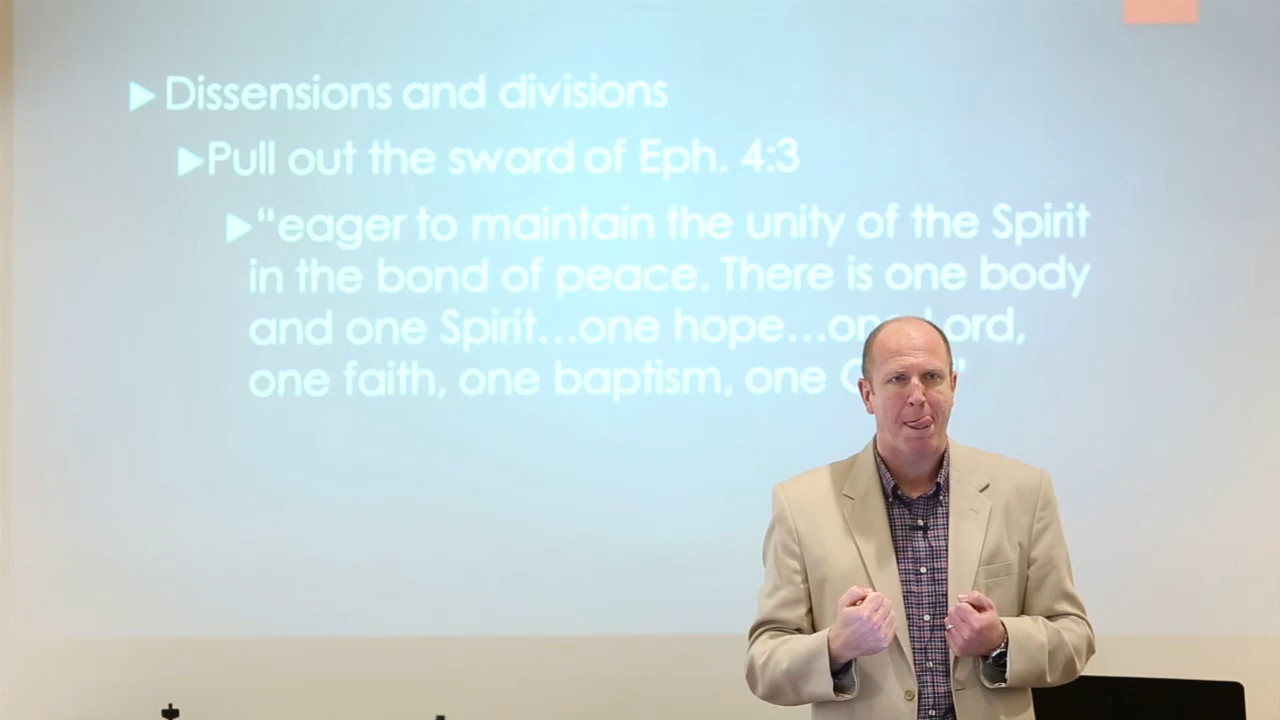 Dissensions and divisions
Pull out the sword of Eph. 4:3
“eager to maintain the unity of the Spirit
in the bond of peace. There is one body
and one Spirit...one hope...one Lord,
one faith, one baptism, one